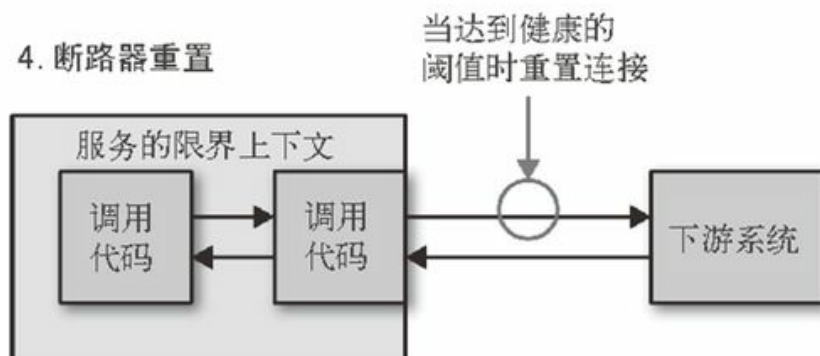 4. 断路器重置
当达到健康的
阈值时重置连接
服务的限界上下文
调用
代码
调用
代码
下游系统